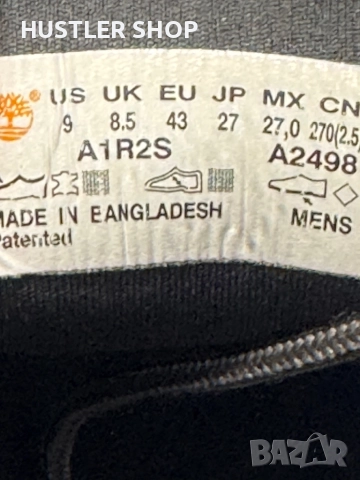 HUSTLER SHOP
US UK EU JP MX CN
9 8.5 43 27 27,0 270(2.5)
A1R2S A2498
MADE IN BANGLADESH MENS
Patented
bazar